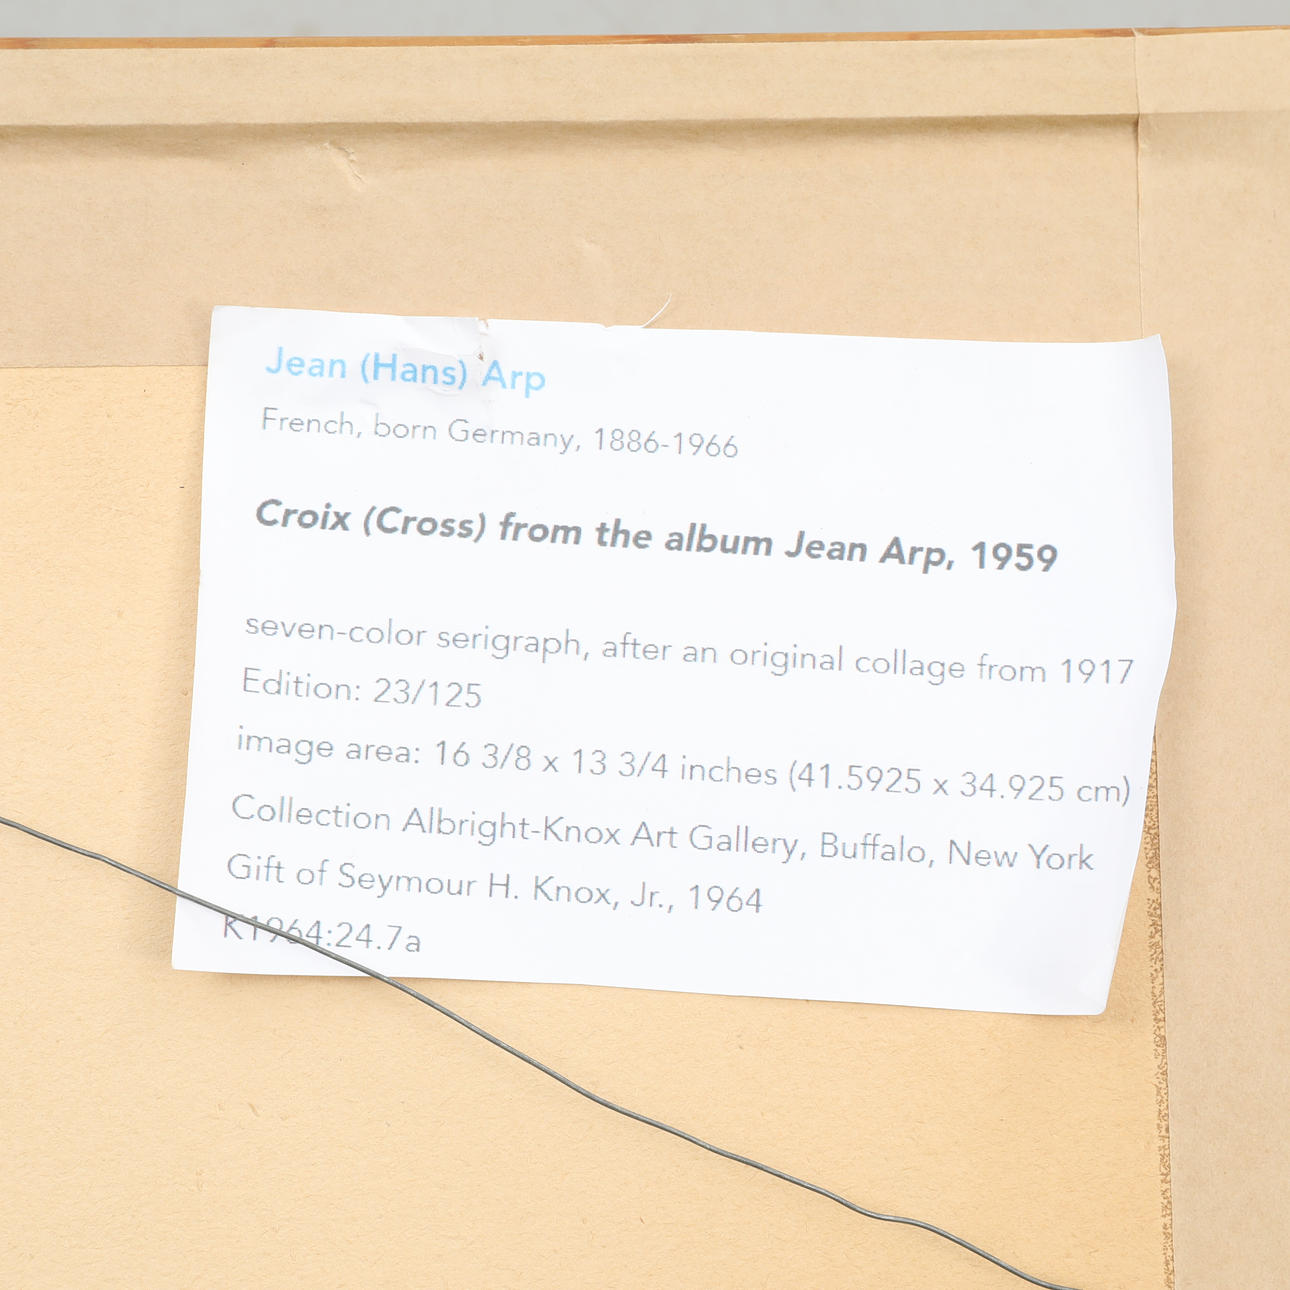 Jean (Hans) Arp
French, born Germany, 1886-1966
Croix (Cross) from the album Jean Arp, 1959
seven-color serigraph, after an original collage from 1917
Edition: 23/125
image area: 16 3/8 x 13 3/4 inches (41.5925 x 34.925 cm)
Collection Albright-Knox Art Gallery, Buffalo, New York
Gift of Seymour H. Knox, Jr., 1964
K1964:24.7a